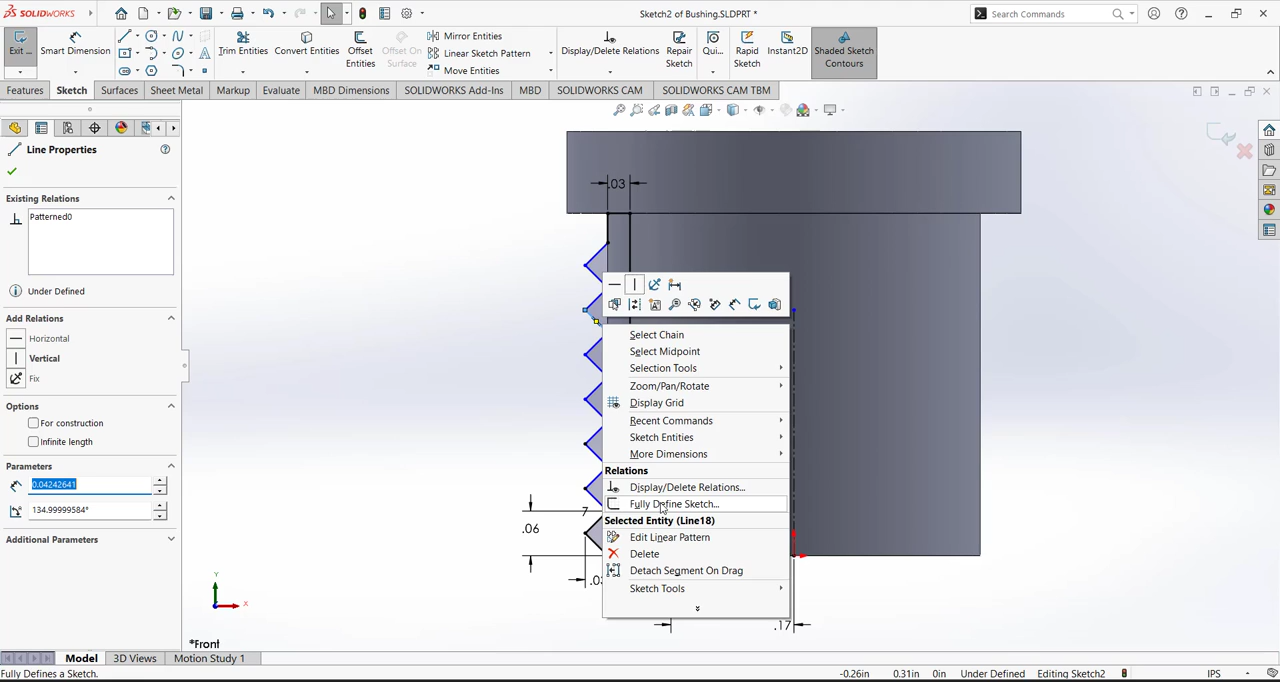 SOLIDWORKS
Sketch2 of Bushing.SLDPRT *
Search Commands
Exit ...
Smart Dimension
Trim Entities
Convert Entities
Offset Entities
Offset On Surface
Mirror Entities
Linear Sketch Pattern
Move Entities
Display/Delete Relations
Repair Sketch
Qui...
Rapid Sketch
Instant2D
Shaded Sketch Contours
Features
Sketch
Surfaces
Sheet Metal
Markup
Evaluate
MBD Dimensions
SOLIDWORKS Add-Ins
MBD
SOLIDWORKS CAM
SOLIDWORKS CAM TBM
Line Properties
Existing Relations
Patterned0
Under Defined
Add Relations
Horizontal
Vertical
Fix
Options
For construction
Infinite length
Parameters
0.04242641
134.99999584°
Additional Parameters
.03
Select Chain
Select Midpoint
Selection Tools
Zoom/Pan/Rotate
Display Grid
Recent Commands
Sketch Entities
More Dimensions
Relations
Display/Delete Relations...
Fully Define Sketch...
Selected Entity (Line18)
Edit Linear Pattern
Delete
Detach Segment On Drag
Sketch Tools
7
.06
.17
Y
X
*Front
Model
3D Views
Motion Study 1
Fully Defines a Sketch.
-0.26in
0.31in
0in
Under Defined
Editing Sketch2
IPS